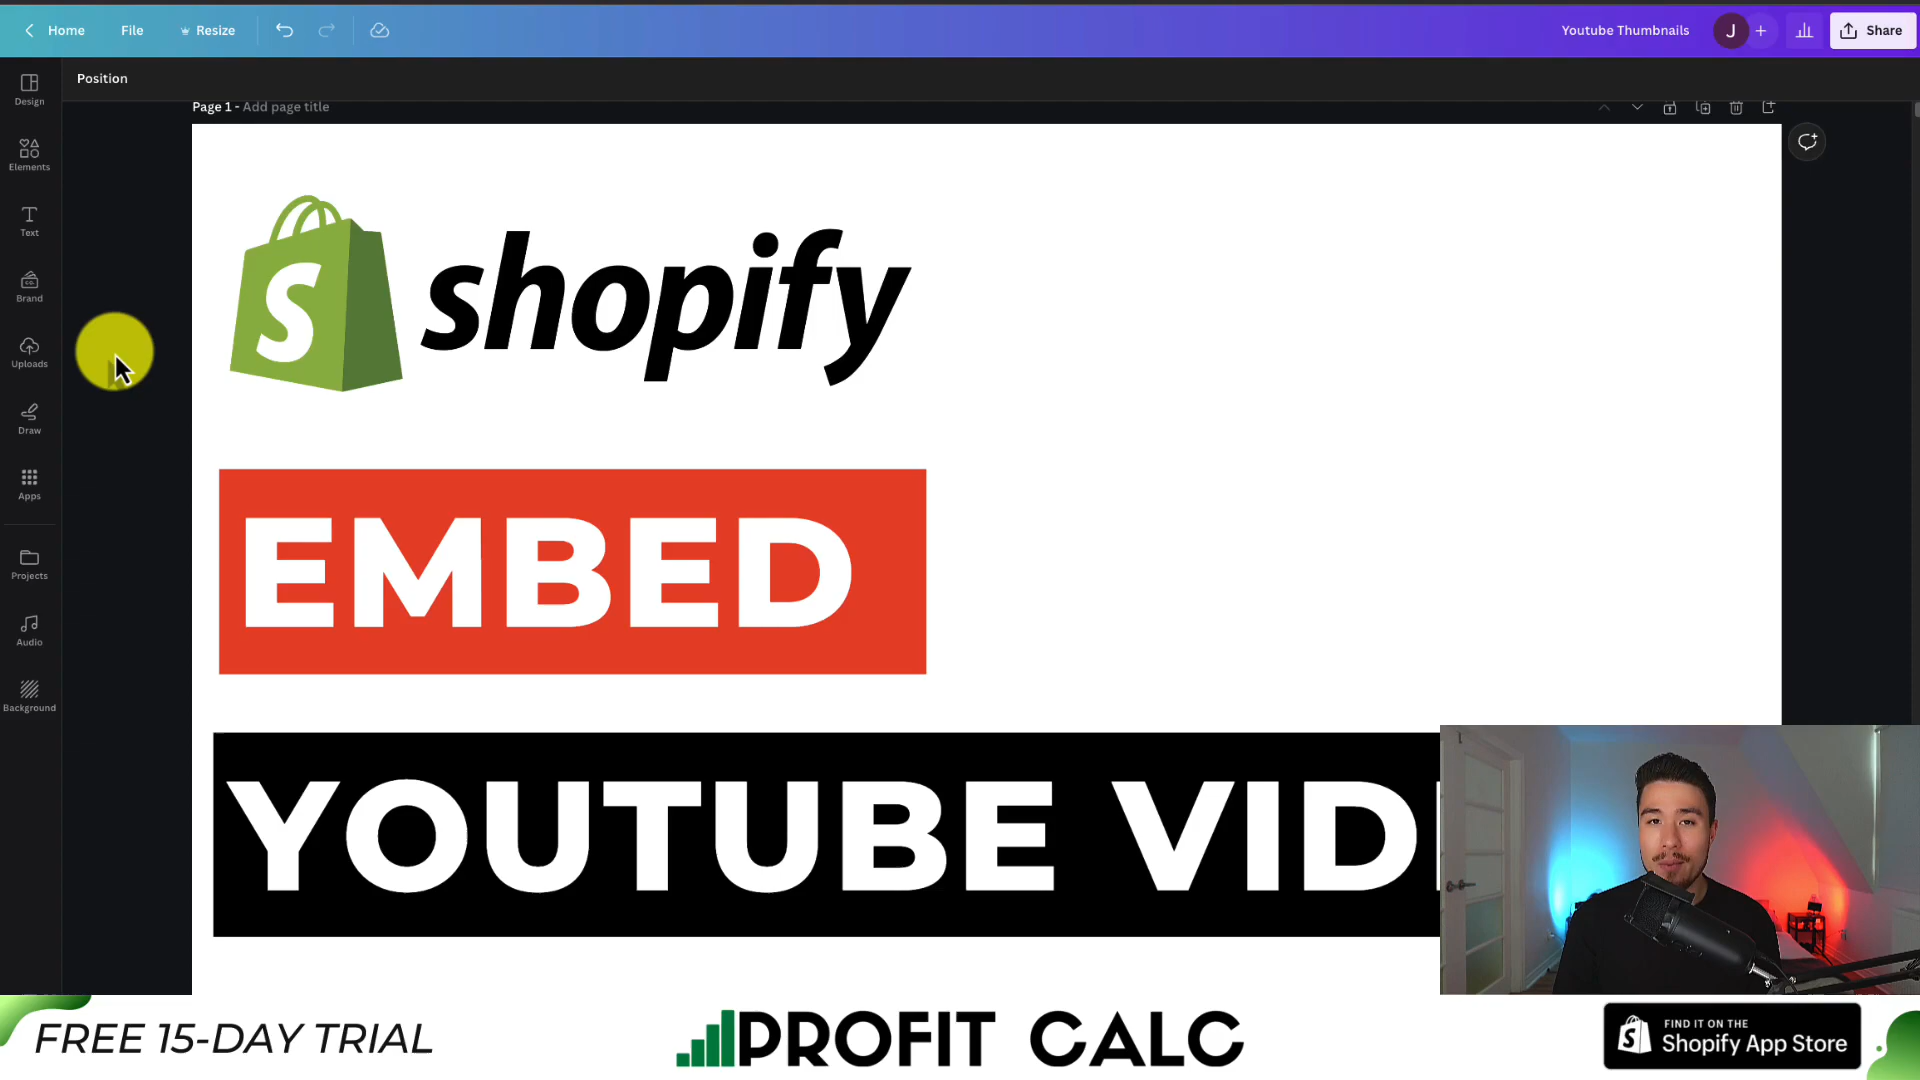 Home File Resize Youtube Thumbnails J + Share
Design
Position
Page 1 - Add page title
Elements
Text
Brand
Uploads
Draw
Apps
Projects
Audio
Background
S shopify
EMBED
YOUTUBE VID
FREE 15-DAY TRIAL
PROFIT CALC
FIND IT ON THE
Shopify App Store